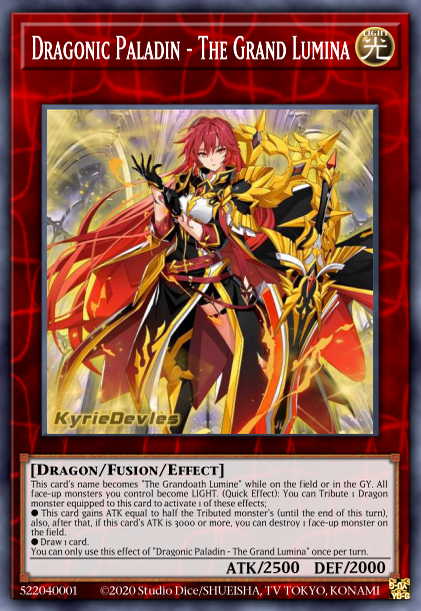 Dragonic Paladin - The Grand Lumina
LIGHT
光
KyrieDevies
[Dragon/Fusion/Effect]
This card's name becomes "The Grandoath Lumine" while on the field or in the GY. All
face-up monsters you control become LIGHT. (Quick Effect): You can Tribute 1 Dragon
monster equipped to this card to activate 1 of these effects;
● This card gains ATK equal to half the Tributed monster's (until the end of this turn),
also, after that, if this card's ATK is 3000 or more, you can destroy 1 face-up monster on
the field.
● Draw 1 card.
You can only use this effect of "Dragonic Paladin - The Grand Lumina" once per turn.
ATK/2500 DEF/2000
522040001 ©2020 Studio Dice/SHUEISHA, TV TOKYO, KONAMI